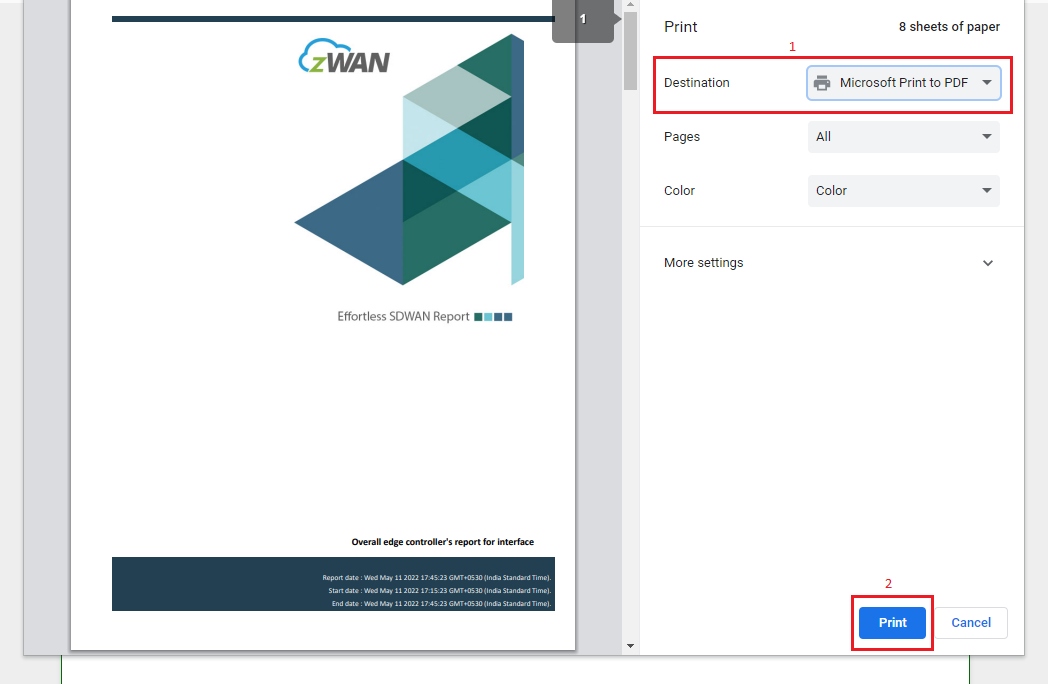 1
zWAN
Effortless SDWAN Report
Overall edge controller's report for interface
Report date : Wed May 11 2022 17:45:23 GMT+0530 (India Standard Time).
Start date : Wed May 11 2022 17:15:23 GMT+0530 (India Standard Time).
End date : Wed May 11 2022 17:45:23 GMT+0530 (India Standard Time).
Print 8 sheets of paper
1
Destination Microsoft Print to PDF
Pages All
Color Color
More settings
2
Print Cancel